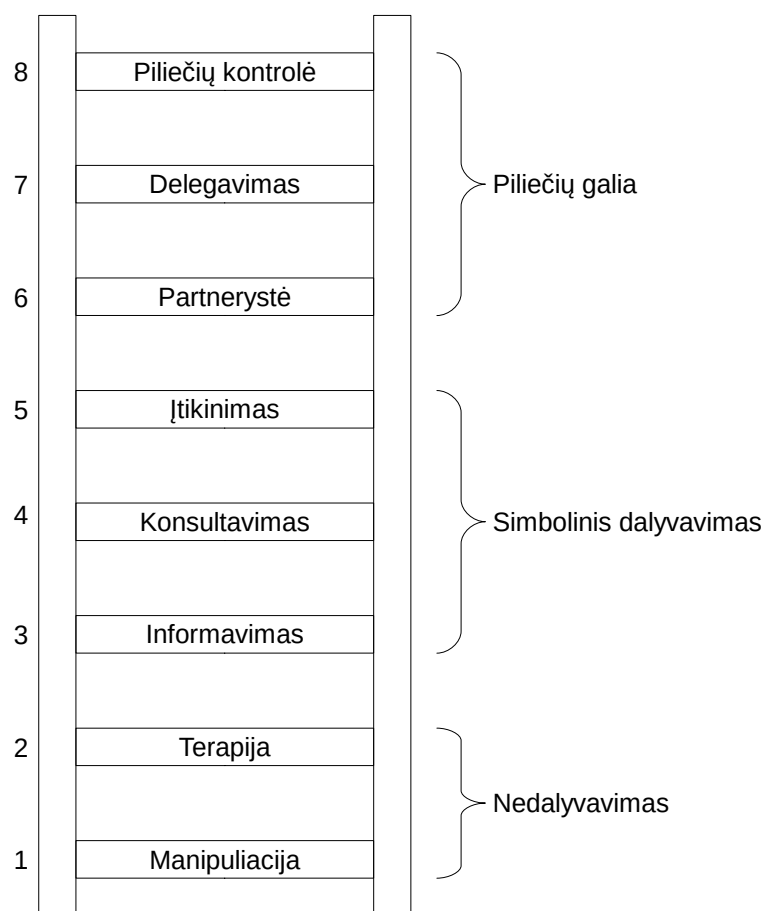 8 Piliečių kontrolė
7 Delegavimas
Piliečių galia
6 Partnerystė
5 Įtikinimas
4 Konsultavimas
Simbolinis dalyvavimas
3 Informavimas
2 Terapija
Nedalyvavimas
1 Manipuliacija